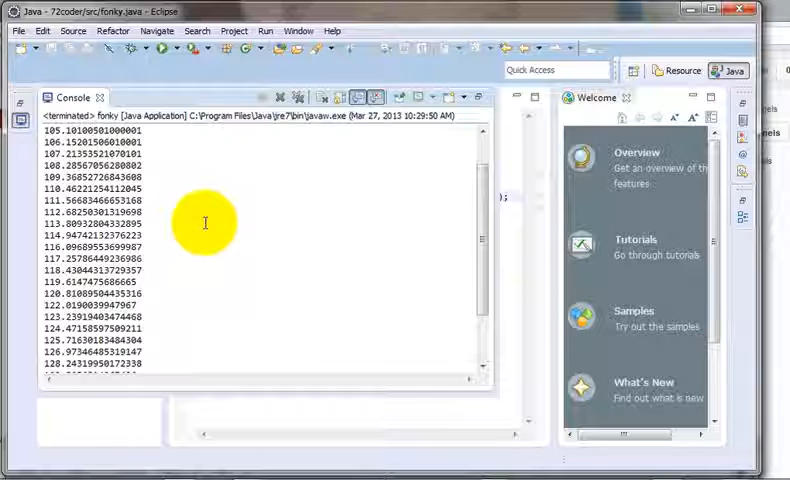 Java - 72coder/src/fonky.java - Eclipse
File Edit Source Refactor Navigate Search Project Run Window Help
Quick Access
Resource
Java
Console
Welcome
<terminated> fonky [Java Application] C:\Program Files\Java\jre7\bin\javaw.exe (Mar 27, 2013 10:29:50 AM)
105.10100501000001
106.15201506010001
107.21353521070101
108.28567056280802
109.36852726843608
110.46221254112045
111.56683466653168
112.68250301319698
113.80932804332895
114.94742132376223
116.09689553699987
117.25786449236986
118.43044313729357
119.6147475686665
120.81089504435316
122.0190039947967
123.23919403474468
124.47158597509211
125.71630183484304
126.97346485319147
128.24319950172338
);
Overview
Get an overview of th
features
Tutorials
Go through tutorials
Samples
Try out the samples
What's New
Find out what is new
nels